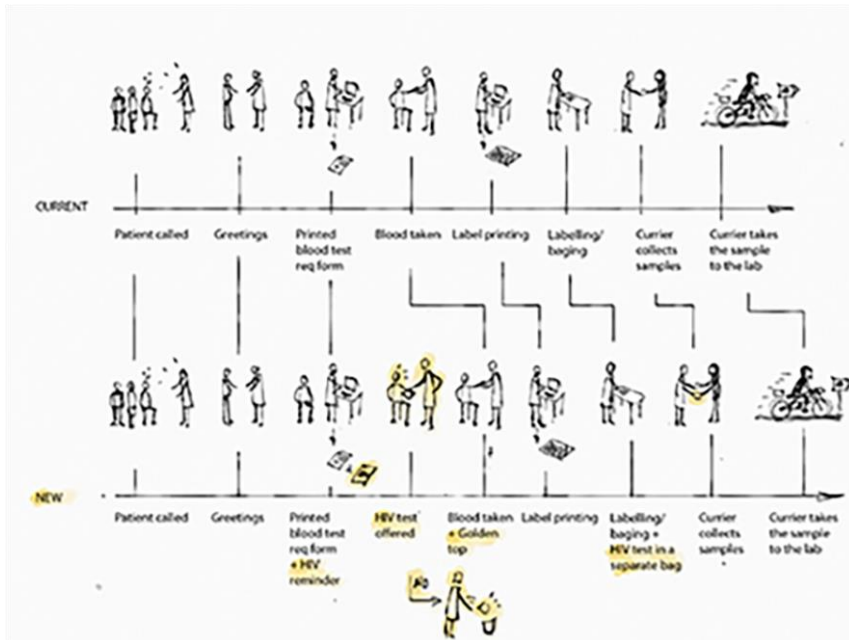 CURRENT
Patient called
Greetings
Printed
blood test
req form
Blood taken
Label printing
Labelling/
baging
Currier
collects
samples
Currier takes
the sample
to the lab
NEW
Patient called
Greetings
Printed
blood test
req form
+ HIV
reminder
HIV test
offered
Blood taken
+ Golden
top
Label printing
Labelling/
baging +
HIV test in a
separate bag
Currier
collects
samples
Currier takes
the sample
to the lab
NO